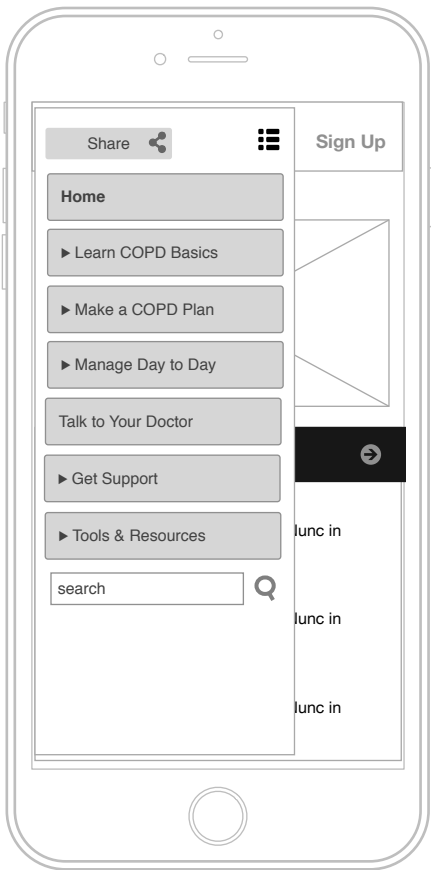 Share
Sign Up
Home
Learn COPD Basics
Make a COPD Plan
Manage Day to Day
Talk to Your Doctor
Get Support
Tools & Resources
search
lunc in
lunc in
lunc in